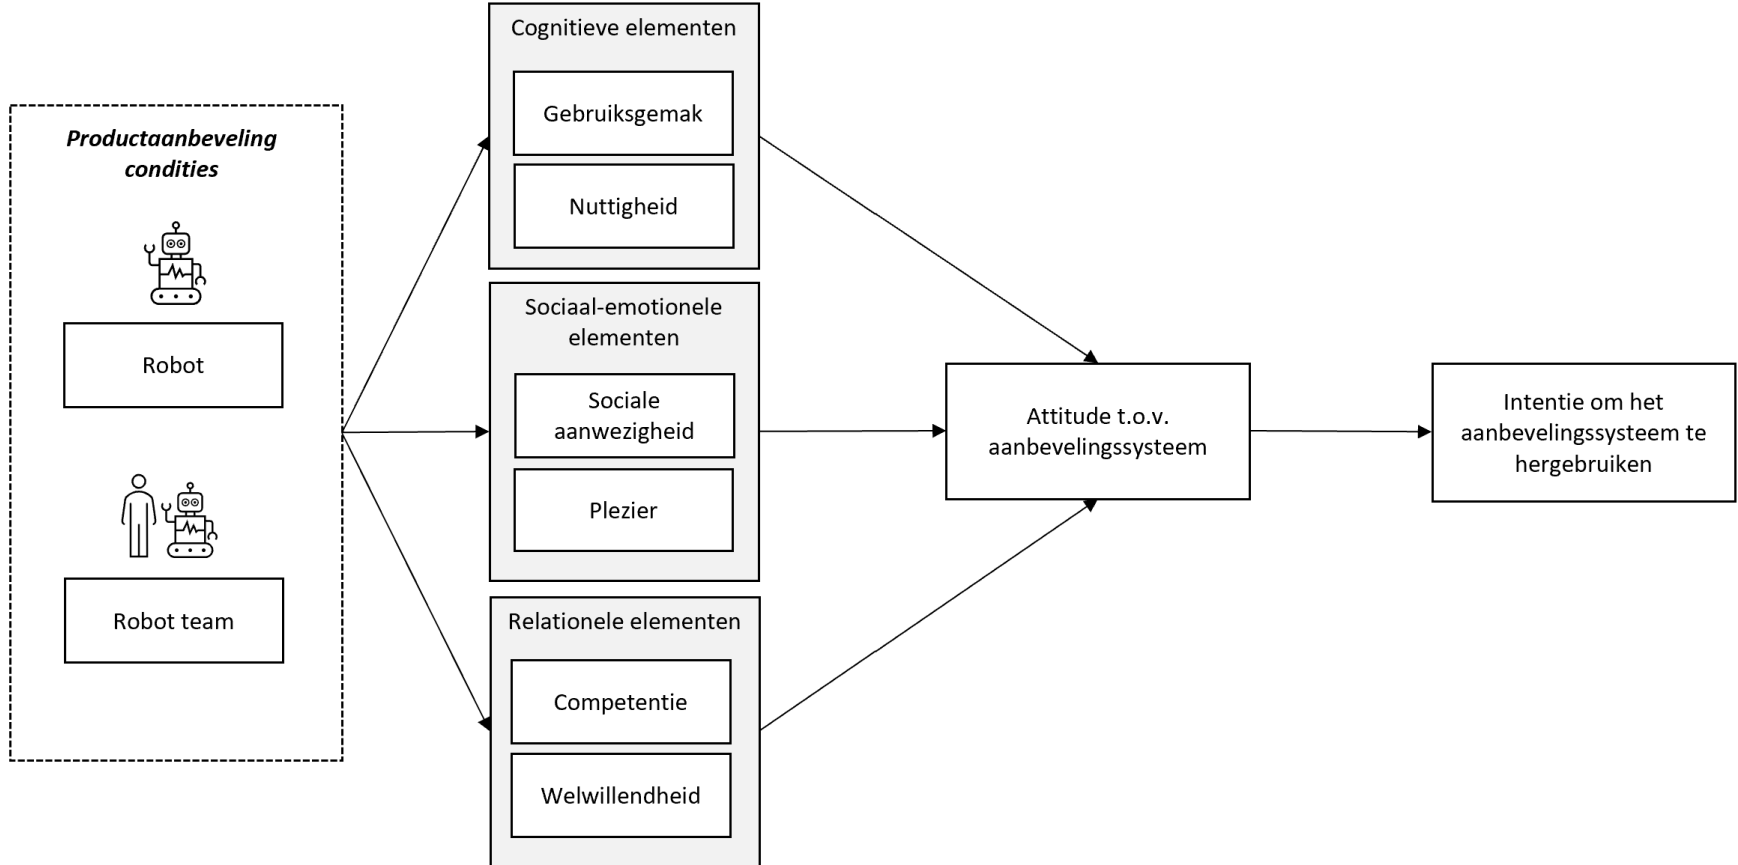 Productaanbeveling
condities
Robot
Robot team
Cognitieve elementen
Gebruiksgemak
Nuttigheid
Sociaal-emotionele
elementen
Sociale
aanwezigheid
Plezier
Relationele elementen
Competentie
Welwillendheid
Attitude t.o.v.
aanbevelingssysteem
Intentie om het
aanbevelingssysteem te
hergebruiken